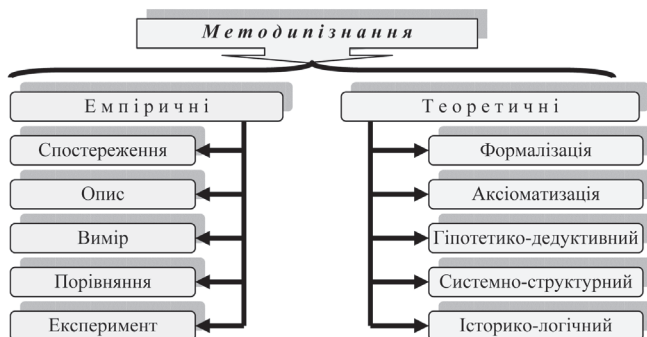 Методипізнання
Емпіричні
Теоретичні
Спостереження
Формалізація
Опис
Аксіоматизація
Вимір
Гіпотетико-дедуктивний
Порівняння
Системно-структурний
Експеримент
Історико-логічний